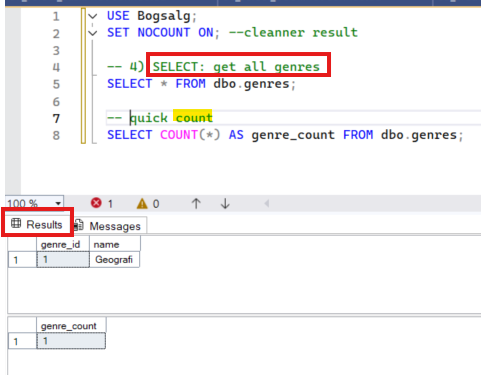 1 USE Bogsalg;
2 SET NOCOUNT ON; --cleanner result
3
4 -- 4) SELECT: get all genres
5 SELECT * FROM dbo.genres;
6
7 -- quick count
8 SELECT COUNT(*) AS genre_count FROM dbo.genres;
100 % 1 0
Results Messages
genre_id name
1 1 Geografi
genre_count
1 1